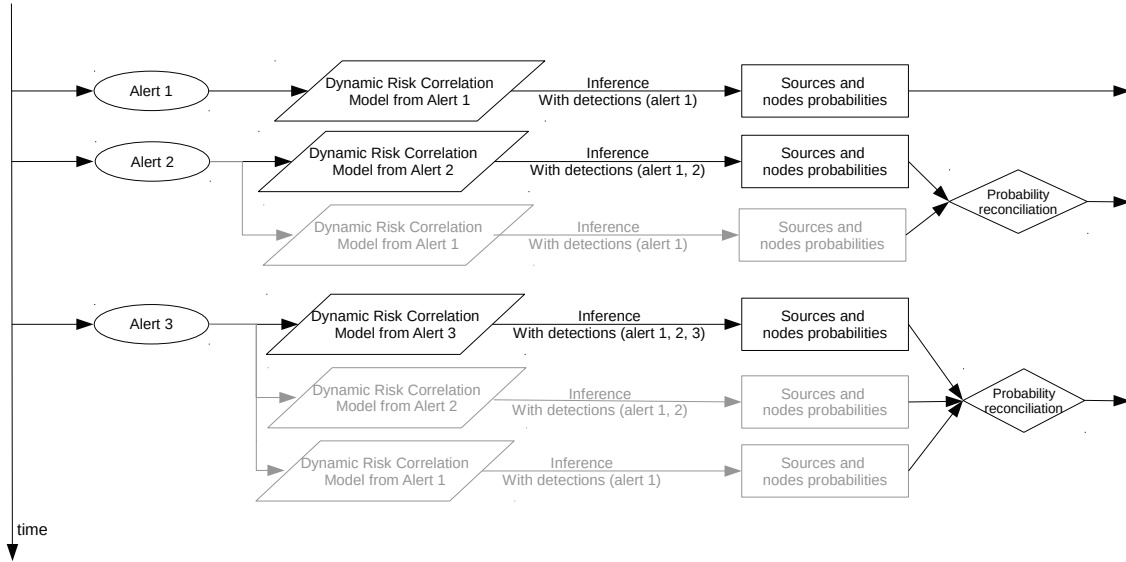 Alert 1
Dynamic Risk Correlation
Model from Alert 1
Inference
With detections (alert 1)
Sources and
nodes probabilities
Alert 2
Dynamic Risk Correlation
Model from Alert 2
Inference
With detections (alert 1, 2)
Sources and
nodes probabilities
Dynamic Risk Correlation
Model from Alert 1
Inference
With detections (alert 1)
Sources and
nodes probabilities
Probability
reconciliation
Alert 3
Dynamic Risk Correlation
Model from Alert 3
Inference
With detections (alert 1, 2, 3)
Sources and
nodes probabilities
Dynamic Risk Correlation
Model from Alert 2
Inference
With detections (alert 1, 2)
Sources and
nodes probabilities
Probability
reconciliation
Dynamic Risk Correlation
Model from Alert 1
Inference
With detections (alert 1)
Sources and
nodes probabilities
time